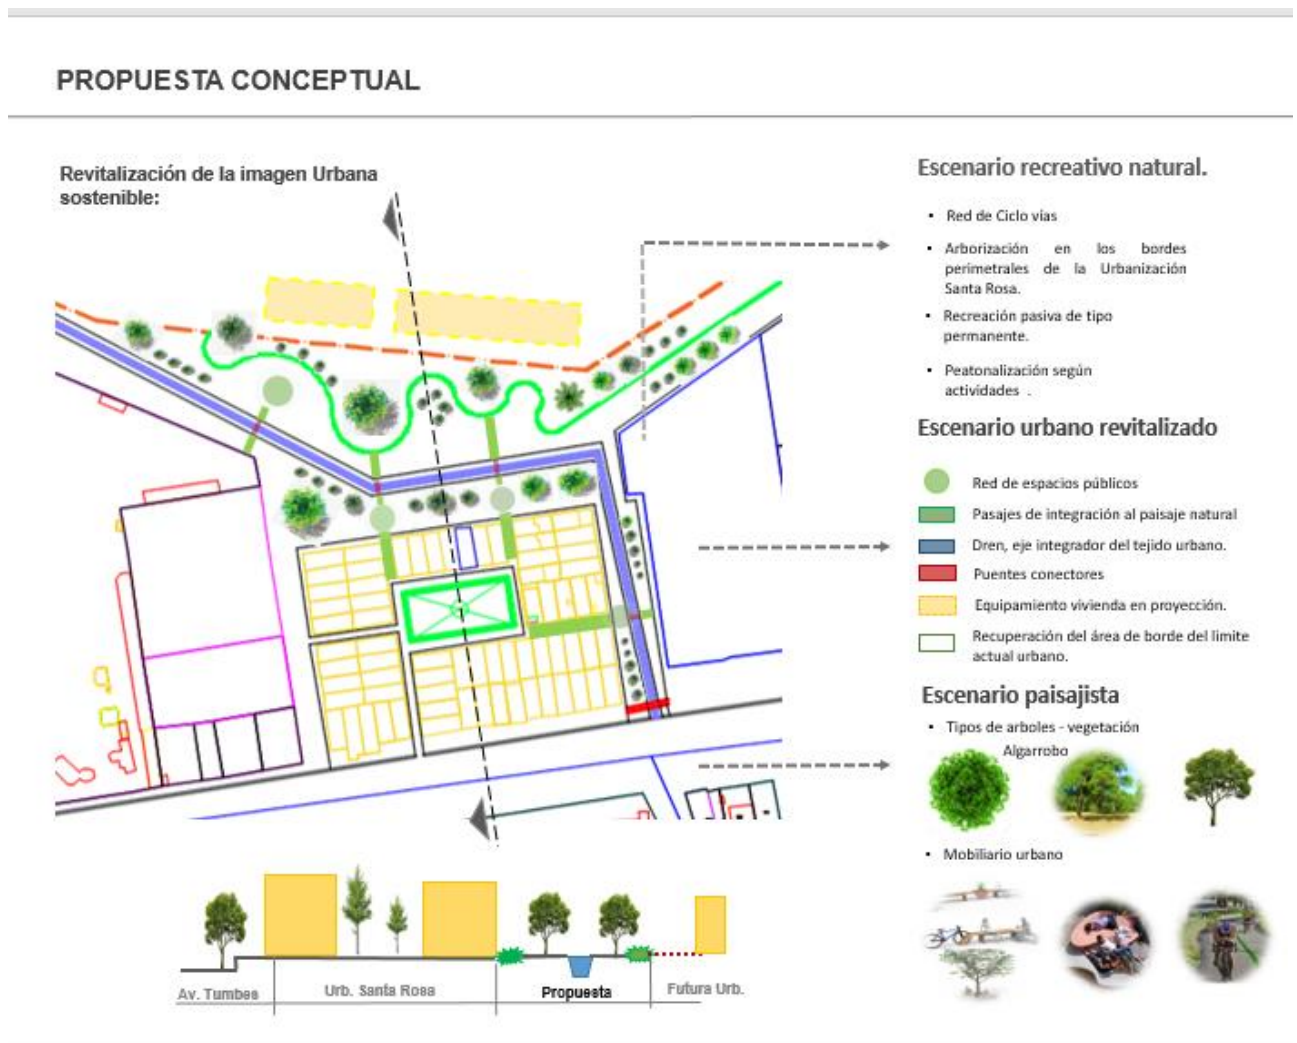 PROPUESTA CONCEPTUAL
Revitalización de la imagen Urbana
sostenible:
Escenario recreativo natural.
▪ Red de Ciclo vías
▪ Arborización en los bordes
perimetrales de la Urbanización
Santa Rosa.
▪ Recreación pasiva de tipo
permanente.
▪ Peatonalización según
actividades .
Escenario urbano revitalizado
Red de espacios públicos
Pasajes de integración al paisaje natural
Dren, eje integrador del tejido urbano.
Puentes conectores
Equipamiento vivienda en proyección.
Recuperación del área de borde del limite
actual urbano.
Escenario paisajista
▪ Tipos de arboles - vegetación
Algarrobo
▪ Mobiliario urbano
Av. Tumbes
Urb. Santa Rosa
Propuesta
Futura Urb.